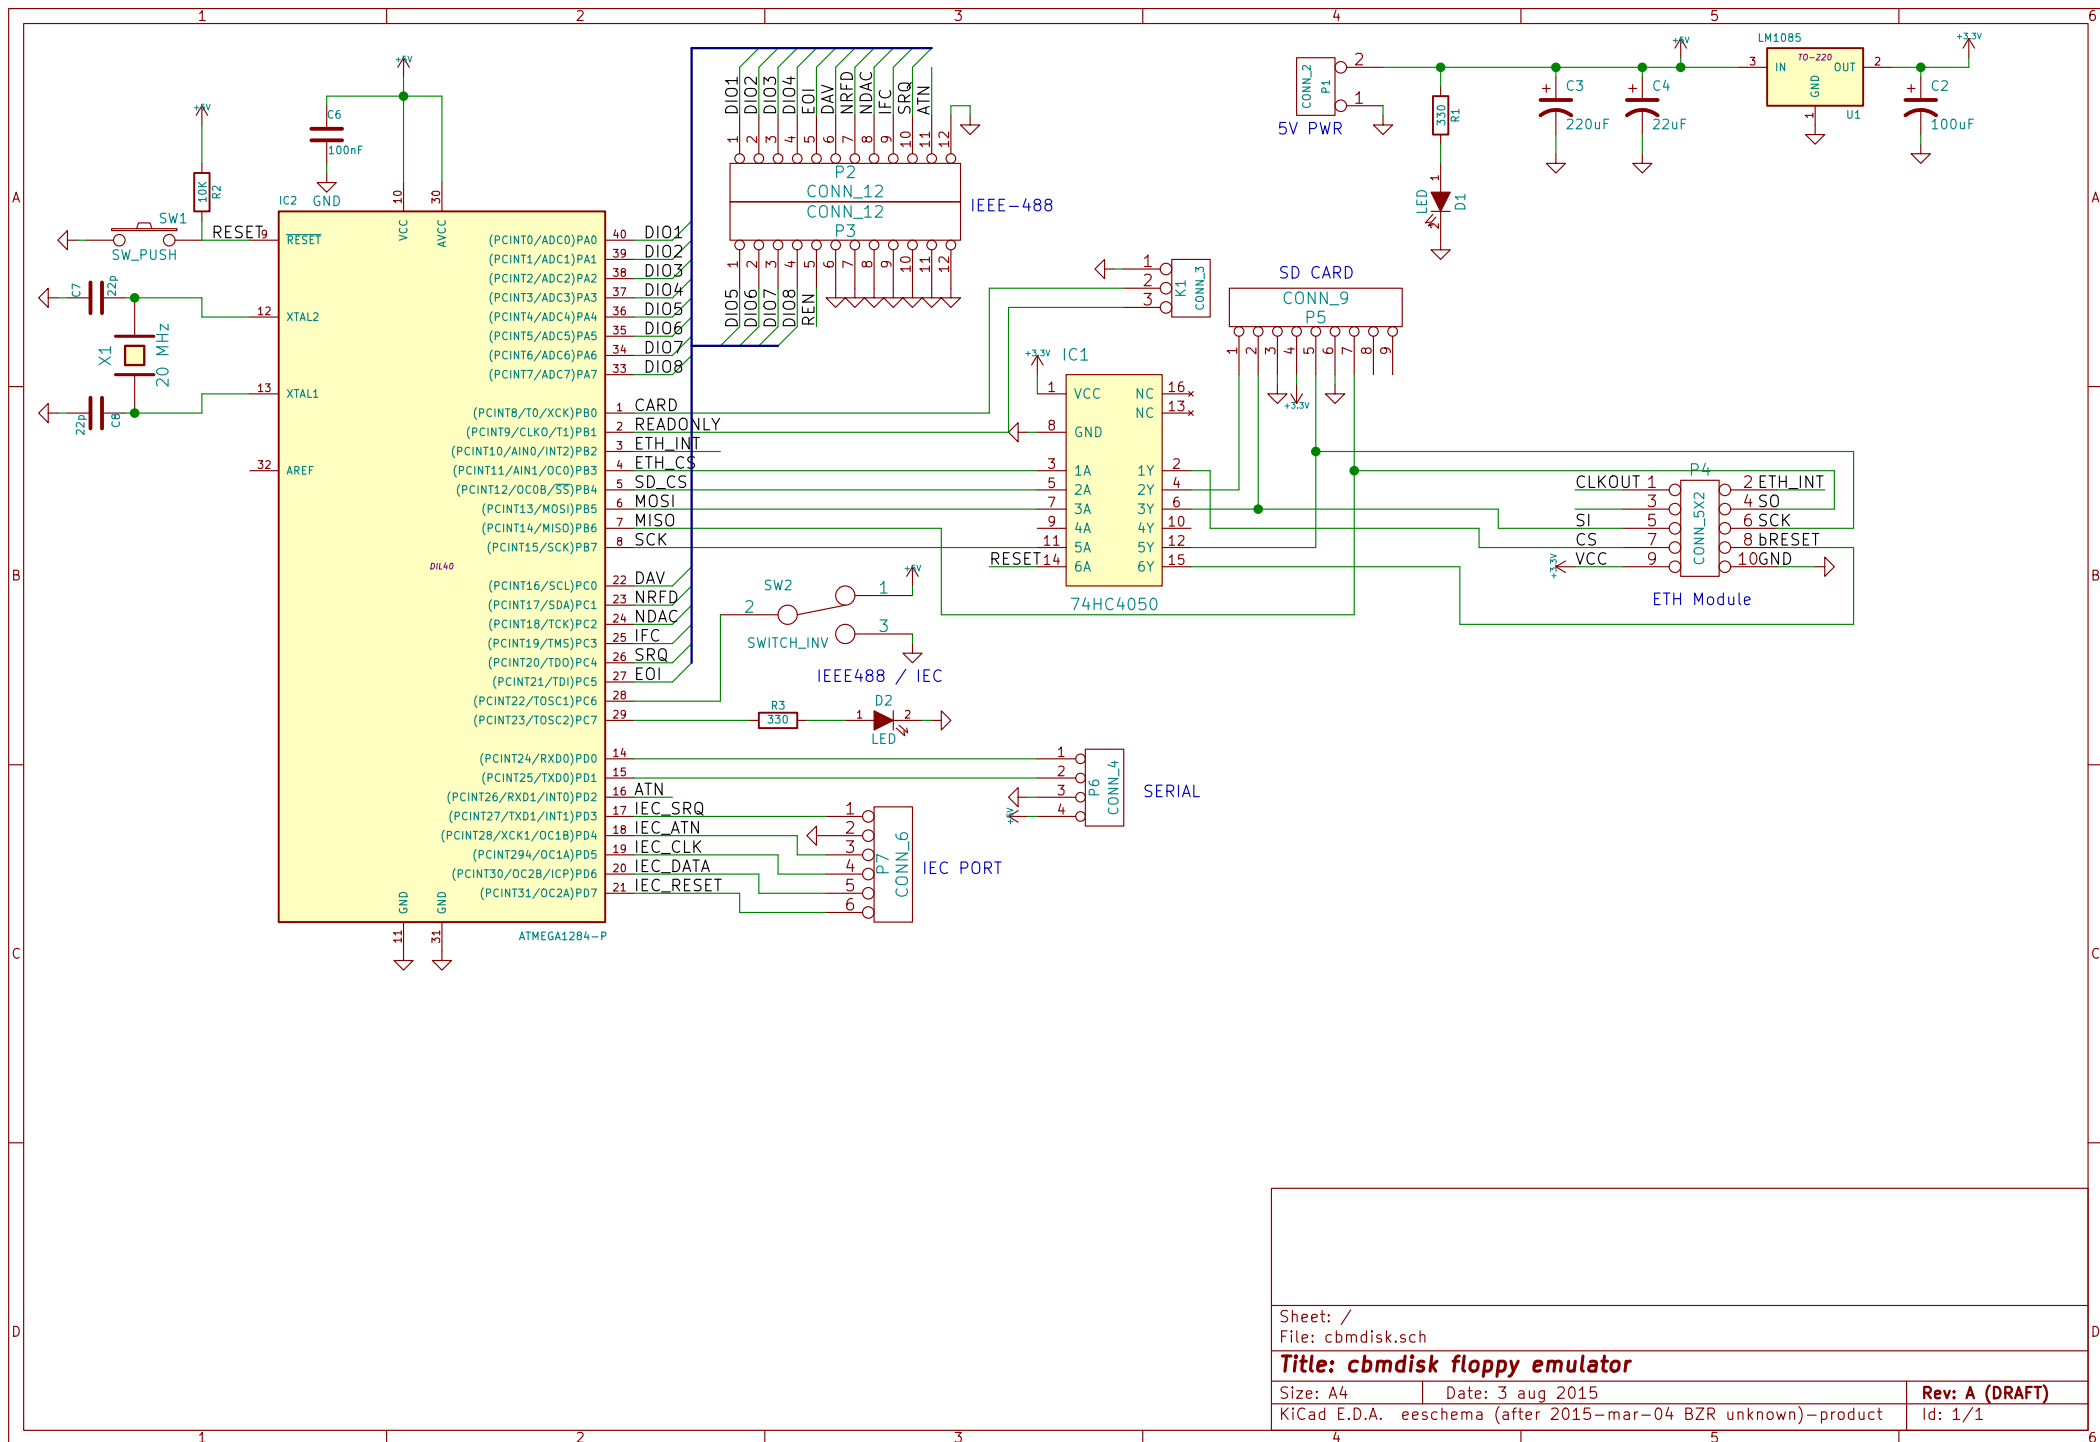 1 2 3 4 5 6
A
B
C
D
A
B
C
D
1 2 3 4 5 6
+5V
+5V
C6
100nF
GND
10K
R2
SW1
SW_PUSH
RESET
C7
22p
X1
20 MHz
22p
C8
IC2
10
VCC
30
AVCC
9 RESET
12 XTAL2
13 XTAL1
32 AREF
DIL40
GND
11
GND
31
ATMEGA1284-P
(PCINT0/ADC0)PA0 40 DIO1
(PCINT1/ADC1)PA1 39 DIO2
(PCINT2/ADC2)PA2 38 DIO3
(PCINT3/ADC3)PA3 37 DIO4
(PCINT4/ADC4)PA4 36 DIO5
(PCINT5/ADC5)PA5 35 DIO6
(PCINT6/ADC6)PA6 34 DIO7
(PCINT7/ADC7)PA7 33 DIO8
(PCINT8/T0/XCK)PB0 1 CARD
(PCINT9/CLKO/T1)PB1 2 READONLY
(PCINT10/AIN0/INT2)PB2 3 ETH_INT
(PCINT11/AIN1/OC0)PB3 4 ETH_CS
(PCINT12/OC0B/SS)PB4 5 SD_CS
(PCINT13/MOSI)PB5 6 MOSI
(PCINT14/MISO)PB6 7 MISO
(PCINT15/SCK)PB7 8 SCK
(PCINT16/SCL)PC0 22 DAV
(PCINT17/SDA)PC1 23 NRFD
(PCINT18/TCK)PC2 24 NDAC
(PCINT19/TMS)PC3 25 IFC
(PCINT20/TDO)PC4 26 SRQ
(PCINT21/TDI)PC5 27 EOI
(PCINT22/TOSC1)PC6 28
(PCINT23/TOSC2)PC7 29
(PCINT24/RXD0)PD0 14
(PCINT25/TXD0)PD1 15
(PCINT26/RXD1/INT0)PD2 16 ATN
(PCINT27/TXD1/INT1)PD3 17 IEC_SRQ
(PCINT28/XCK1/OC1B)PD4 18 IEC_ATN
(PCINT294/OC1A)PD5 19 IEC_CLK
(PCINT30/OC2B/ICP)PD6 20 IEC_DATA
(PCINT31/OC2A)PD7 21 IEC_RESET
DIO1 DIO2 DIO3 DIO4 EOI DAV NRFD NDAC IFC SRQ ATN
1 2 3 4 5 6 7 8 9 10 11 12
P2
CONN_12
CONN_12
P3
IEEE-488
1 2 3 4 5 6 7 8 9 10 11 12
DIO5 DIO6 DIO7 DIO8 REN
5V PWR
CONN_2
P1
2
1
330
R1
LED
D1
1
2
C3
220uF
C4
22uF
+5V
LM1085
TO-220
3 IN OUT 2
GND
1
U1
C2
100uF
+3.3V
1
2
3
K1
CONN_3
SD CARD
CONN_9
P5
1 2 3 4 5 6 7 8 9
+3.3V
+3.3V
IC1
1 VCC NC 16
NC 13
8 GND
3 1A 1Y 2
5 2A 2Y 4
7 3A 3Y 6
9 4A 4Y 10
11 5A 5Y 12
RESET 14 6A 6Y 15
74HC4050
P4
CONN_5X2
CLKOUT 1 2 ETH_INT
3 4 SO
SI 5 6 SCK
CS 7 8 bRESET
+3.3V VCC 9 10 GND
ETH Module
SW2
2
1
3
+5V
SWITCH_INV
IEEE488 / IEC
R3
330
D2
1 2
LED
1
2
3
4
+5V
P6
CONN_4
SERIAL
1
2
3
4
5
6
P7
CONN_6
IEC PORT
Sheet: /
File: cbmdisk.sch
Title: cbmdisk floppy emulator
Size: A4 Date: 3 aug 2015 Rev: A (DRAFT)
KiCad E.D.A. eeschema (after 2015-mar-04 BZR unknown)-product Id: 1/1